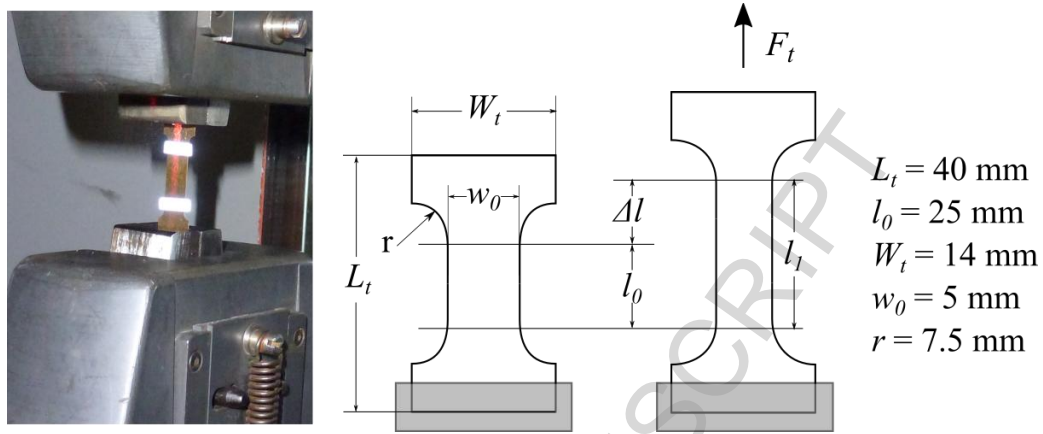 F_t
W_t
w_0
r
L_t
Δl
l_0
l_1
L_t = 40 mm
l_0 = 25 mm
W_t = 14 mm
w_0 = 5 mm
r = 7.5 mm
SCRIPT